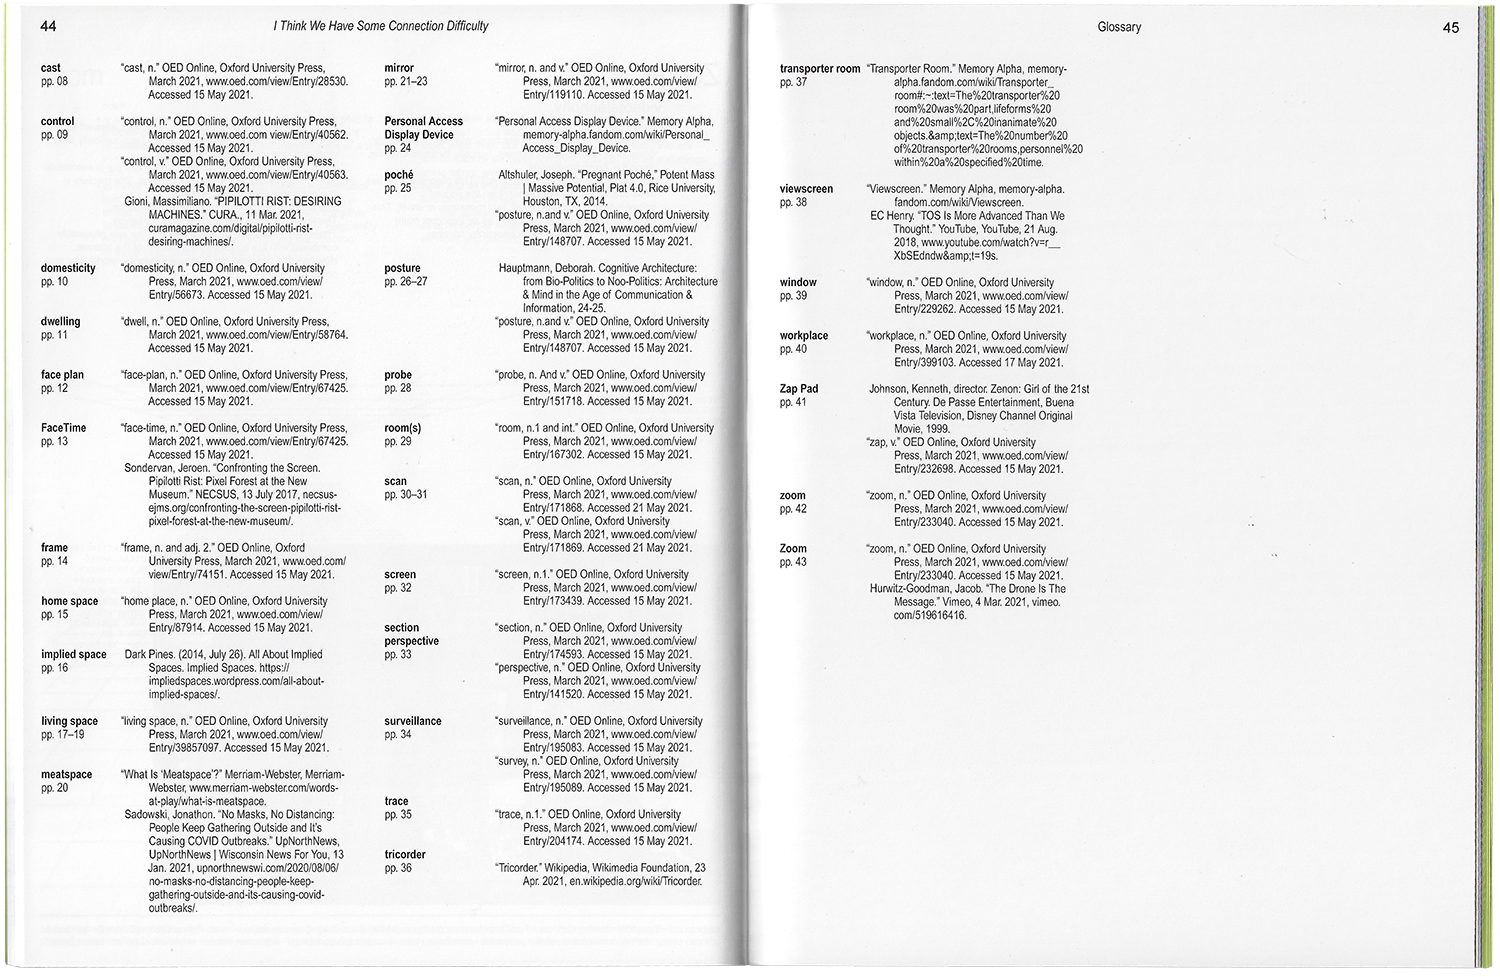 44
I Think We Have Some Connection Difficulty
cast
pp. 08
“cast, n.” OED Online, Oxford University Press,
March 2021, www.oed.com/view/Entry/28530.
Accessed 15 May 2021.
control
pp. 09
“control, n.” OED Online, Oxford University Press,
March 2021, www.oed.com view/Entry/40562.
Accessed 15 May 2021.
“control, v.” OED Online, Oxford University Press,
March 2021, www.oed.com/view/Entry/40563.
Accessed 15 May 2021.
Gioni, Massimiliano. “PIPILOTTI RIST: DESIRING
MACHINES.” CURA., 11 Mar. 2021,
curamagazine.com/digital/pipilotti-rist-
desiring-machines/.
domesticity
pp. 10
“domesticity, n.” OED Online, Oxford University
Press, March 2021, www.oed.com/view/
Entry/56673. Accessed 15 May 2021.
dwelling
pp. 11
“dwell, n.” OED Online, Oxford University Press,
March 2021, www.oed.com/view/Entry/58764.
Accessed 15 May 2021.
face plan
pp. 12
“face-plan, n.” OED Online, Oxford University Press,
March 2021, www.oed.com/view/Entry/67425.
Accessed 15 May 2021.
FaceTime
pp. 13
“face-time, n.” OED Online, Oxford University Press,
March 2021, www.oed.com/view/Entry/67425.
Accessed 15 May 2021.
Sondervan, Jeroen. “Confronting the Screen.
Pipilotti Rist: Pixel Forest at the New
Museum.” NECSUS, 13 July 2017, necsus-
ejms.org/confronting-the-screen-pipilotti-rist-
pixel-forest-at-the-new-museum/.
frame
pp. 14
“frame, n. and adj. 2.” OED Online, Oxford
University Press, March 2021, www.oed.com/
view/Entry/74151. Accessed 15 May 2021.
home space
pp. 15
“home place, n.” OED Online, Oxford University
Press, March 2021, www.oed.com/view/
Entry/87914. Accessed 15 May 2021.
implied space
pp. 16
Dark Pines. (2014, July 26). All About Implied
Spaces. Implied Spaces. https://
impliedspaces.wordpress.com/all-about-
implied-spaces/.
living space
pp. 17–19
“living space, n.” OED Online, Oxford University
Press, March 2021, www.oed.com/view/
Entry/39857097. Accessed 15 May 2021.
meatspace
pp. 20
“What Is ‘Meatspace’?” Merriam-Webster, Merriam-
Webster, www.merriam-webster.com/words-
at-play/what-is-meatspace.
Sadowski, Jonathon. “No Masks, No Distancing:
People Keep Gathering Outside and It’s
Causing COVID Outbreaks.” UpNorthNews,
UpNorthNews | Wisconsin News For You, 13
Jan. 2021, upnorthnewswi.com/2020/08/06/
no-masks-no-distancing-people-keep-
gathering-outside-and-its-causing-covid-
outbreaks/.
mirror
pp. 21–23
“mirror, n. and v.” OED Online, Oxford University
Press, March 2021, www.oed.com/view/
Entry/119110. Accessed 15 May 2021.
Personal Access
Display Device
pp. 24
“Personal Access Display Device.” Memory Alpha,
memory-alpha.fandom.com/wiki/Personal_
Access_Display_Device.
poché
pp. 25
Altshuler, Joseph. “Pregnant Poché,” Potent Mass
| Massive Potential, Plat 4.0, Rice University,
Houston, TX, 2014.
“posture, n.and v.” OED Online, Oxford University
Press, March 2021, www.oed.com/view/
Entry/148707. Accessed 15 May 2021.
posture
pp. 26–27
Hauptmann, Deborah. Cognitive Architecture:
from Bio-Politics to Noo-Politics: Architecture
& Mind in the Age of Communication &
Information, 24-25.
“posture, n.and v.” OED Online, Oxford University
Press, March 2021, www.oed.com/view/
Entry/148707. Accessed 15 May 2021.
probe
pp. 28
“probe, n. And v.” OED Online, Oxford University
Press, March 2021, www.oed.com/view/
Entry/151718. Accessed 15 May 2021.
room(s)
pp. 29
“room, n.1 and int.” OED Online, Oxford University
Press, March 2021, www.oed.com/view/
Entry/167302. Accessed 15 May 2021.
scan
pp. 30–31
“scan, n.” OED Online, Oxford University
Press, March 2021, www.oed.com/view/
Entry/171868. Accessed 21 May 2021.
“scan, v.” OED Online, Oxford University
Press, March 2021, www.oed.com/view/
Entry/171869. Accessed 21 May 2021.
screen
pp. 32
“screen, n.1.” OED Online, Oxford University
Press, March 2021, www.oed.com/view/
Entry/173439. Accessed 15 May 2021.
section
perspective
pp. 33
“section, n.” OED Online, Oxford University
Press, March 2021, www.oed.com/view/
Entry/174593. Accessed 15 May 2021.
“perspective, n.” OED Online, Oxford University
Press, March 2021, www.oed.com/view/
Entry/141520. Accessed 15 May 2021.
surveillance
pp. 34
“surveillance, n.” OED Online, Oxford University
Press, March 2021, www.oed.com/view/
Entry/195083. Accessed 15 May 2021.
“survey, n.” OED Online, Oxford University
Press, March 2021, www.oed.com/view/
Entry/195089. Accessed 15 May 2021.
trace
pp. 35
“trace, n.1.” OED Online, Oxford University
Press, March 2021, www.oed.com/view/
Entry/204174. Accessed 15 May 2021.
tricorder
pp. 36
“Tricorder.” Wikipedia, Wikimedia Foundation, 23
Apr. 2021, en.wikipedia.org/wiki/Tricorder.
Glossary
45
transporter room
pp. 37
“Transporter Room.” Memory Alpha, memory-
alpha.fandom.com/wiki/Transporter_
room#:~:text=The%20transporter%20
room%20was%20part,lifeforms%20
and%20small%2C%20inanimate%20
objects.&amp;text=The%20number%20
of%20transporter%20rooms,personnel%20
within%20a%20specified%20time.
viewscreen
pp. 38
“Viewscreen.” Memory Alpha, memory-alpha.
fandom.com/wiki/Viewscreen.
EC Henry. “TOS Is More Advanced Than We
Thought.” YouTube, YouTube, 21 Aug.
2018, www.youtube.com/watch?v=r__
XbSEdndw&amp;t=19s.
window
pp. 39
“window, n.” OED Online, Oxford University
Press, March 2021, www.oed.com/view/
Entry/229262. Accessed 15 May 2021.
workplace
pp. 40
“workplace, n.” OED Online, Oxford University
Press, March 2021, www.oed.com/view/
Entry/399103. Accessed 17 May 2021.
Zap Pad
pp. 41
Johnson, Kenneth, director. Zenon: Girl of the 21st
Century. De Passe Entertainment, Buena
Vista Television, Disney Channel Original
Movie, 1999.
“zap, v.” OED Online, Oxford University
Press, March 2021, www.oed.com/view/
Entry/232698. Accessed 15 May 2021.
zoom
pp. 42
“zoom, n.” OED Online, Oxford University
Press, March 2021, www.oed.com/view/
Entry/233040. Accessed 15 May 2021.
Zoom
pp. 43
“zoom, n.” OED Online, Oxford University
Press, March 2021, www.oed.com/view/
Entry/233040. Accessed 15 May 2021.
Hurwitz-Goodman, Jacob. “The Drone Is The
Message.” Vimeo, 4 Mar. 2021, vimeo.
com/519616416.